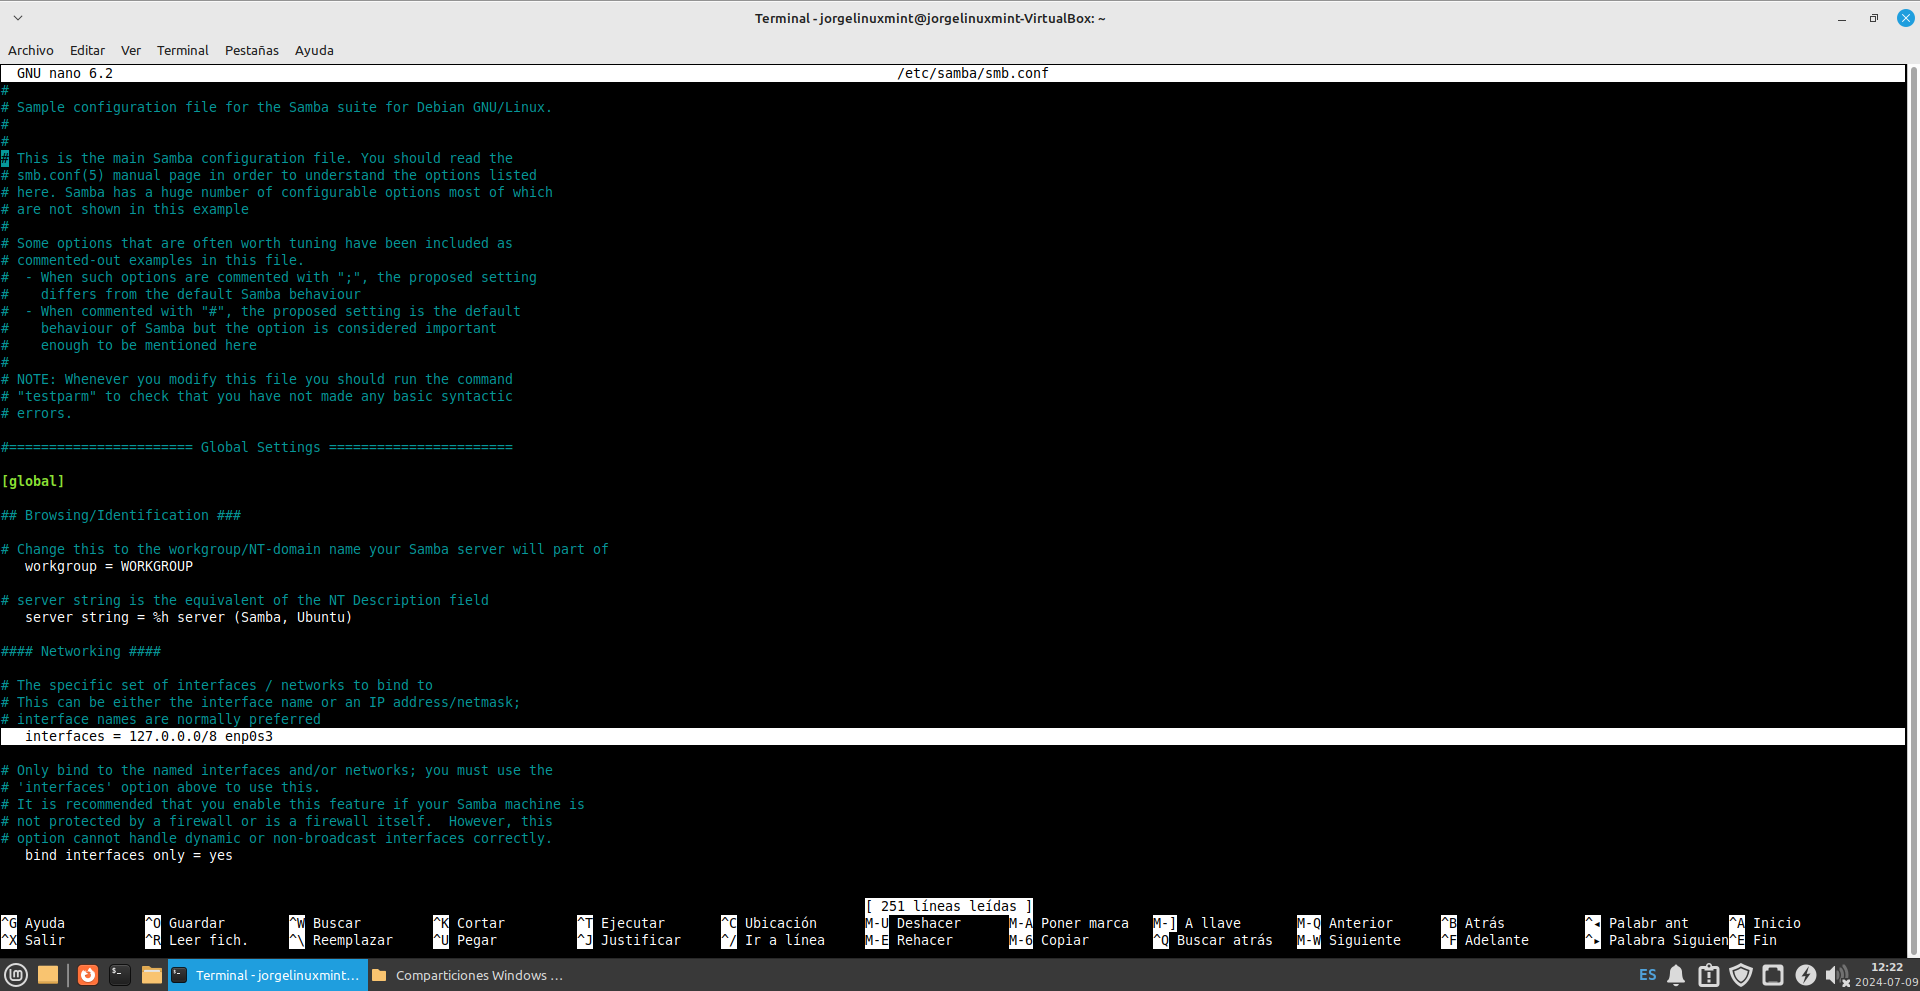 Terminal - jorgelinuxmint@jorgelinuxmint-VirtualBox: ~
Archivo Editar Ver Terminal Pestañas Ayuda
GNU nano 6.2 /etc/samba/smb.conf
#
# Sample configuration file for the Samba suite for Debian GNU/Linux.
#
#
# This is the main Samba configuration file. You should read the
# smb.conf(5) manual page in order to understand the options listed
# here. Samba has a huge number of configurable options most of which
# are not shown in this example
#
# Some options that are often worth tuning have been included as
# commented-out examples in this file.
#  - When such options are commented with ";", the proposed setting
#    differs from the default Samba behaviour
#  - When commented with "#", the proposed setting is the default
#    behaviour of Samba but the option is considered important
#    enough to be mentioned here
#
# NOTE: Whenever you modify this file you should run the command
# "testparm" to check that you have not made any basic syntactic
# errors.
#======================= Global Settings =======================
[global]
## Browsing/Identification ###
# Change this to the workgroup/NT-domain name your Samba server will part of
workgroup = WORKGROUP
# server string is the equivalent of the NT Description field
server string = %h server (Samba, Ubuntu)
#### Networking ####
# The specific set of interfaces / networks to bind to
# This can be either the interface name or an IP address/netmask;
# interface names are normally preferred
interfaces = 127.0.0.0/8 enp0s3
# Only bind to the named interfaces and/or networks; you must use the
# 'interfaces' option above to use this.
# It is recommended that you enable this feature if your Samba machine is
# not protected by a firewall or is a firewall itself.  However, this
# option cannot handle dynamic or non-broadcast interfaces correctly.
bind interfaces only = yes
[ 251 líneas leídas ]
^G Ayuda ^O Guardar ^W Buscar ^K Cortar ^T Ejecutar ^C Ubicación M-U Deshacer M-A Poner marca M-] A llave M-Q Anterior ^B Atrás ^◂ Palabr ant ^A Inicio
^X Salir ^R Leer fich. ^\ Reemplazar ^U Pegar ^J Justificar ^/ Ir a línea M-E Rehacer M-6 Copiar ^Q Buscar atrás M-W Siguiente ^F Adelante ^▸ Palabra Siguien ^E Fin
Terminal - jorgelinuxmint... Comparticiones Windows ... ES 12:22
2024-07-09